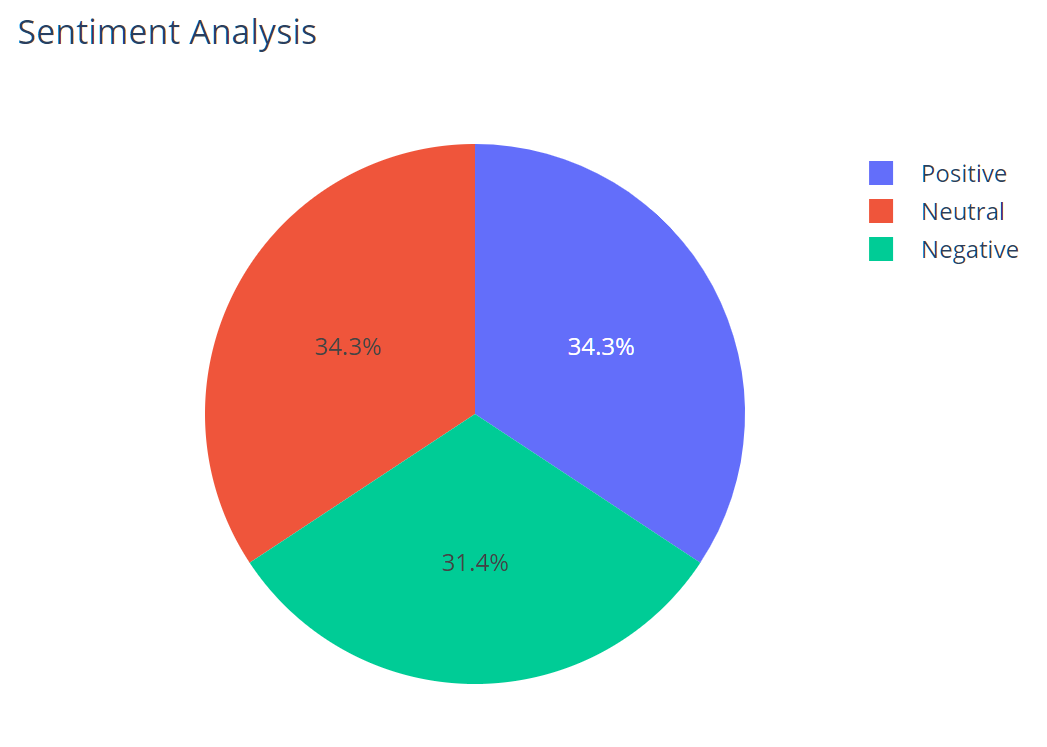 Sentiment Analysis
Positive
Neutral
Negative
34.3%
34.3%
31.4%